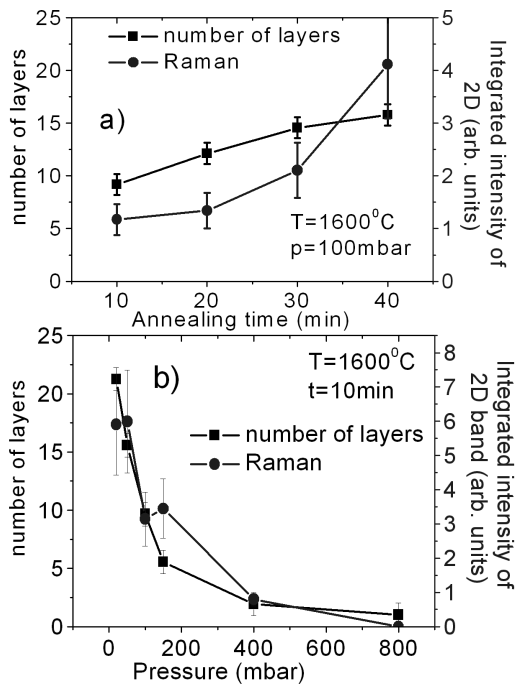 25
20
15
10
5
0
number of layers
number of layers
Raman
a)
T=1600⁰C
p=100mbar
5
4
3
2
1
0
Integrated intensity of
2D (arb. units)
10 20 30 40
Annealing time (min)
25
20
15
10
5
0
number of layers
b)
T=1600⁰C
t=10min
number of layers
Raman
8
7
6
5
4
3
2
1
0
Integrated intensity of
2D band (arb. units)
0 200 400 600 800
Pressure (mbar)